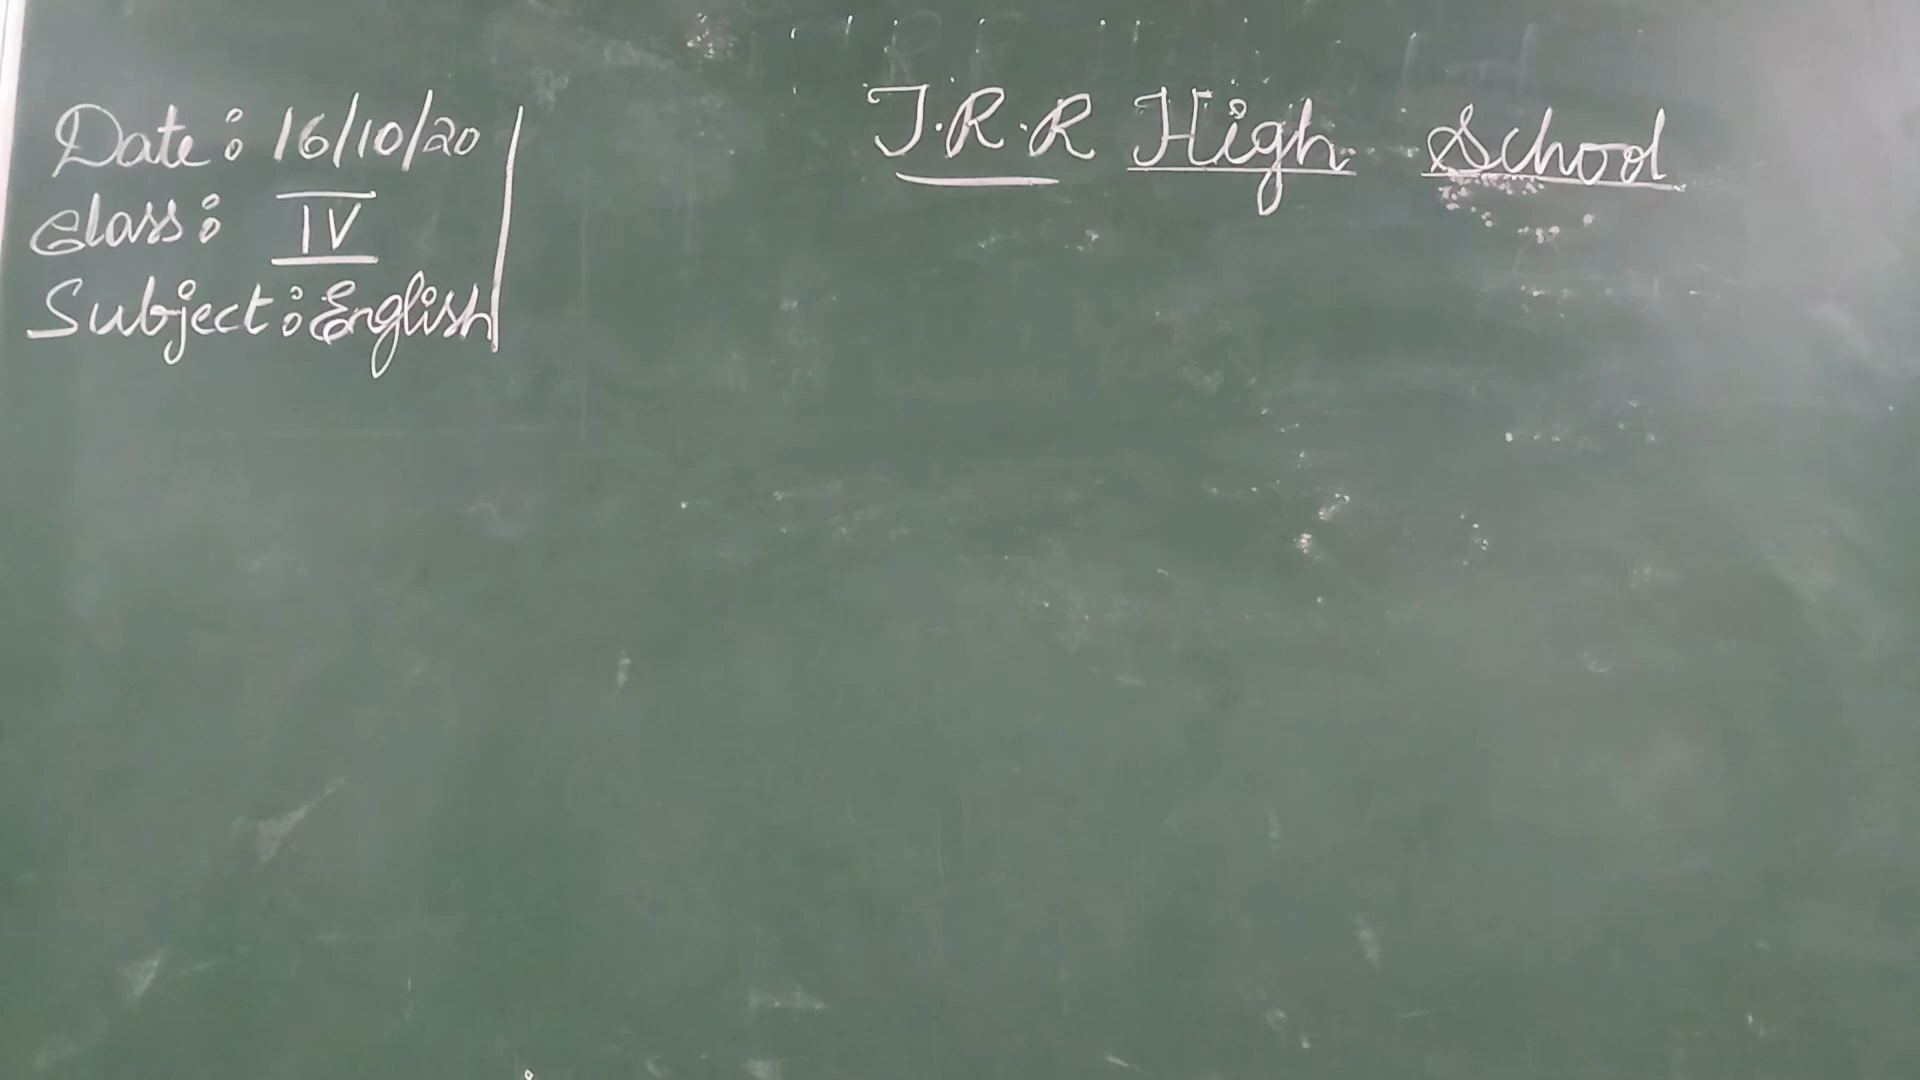 T.R.R High School
Date: 16/10/20
Class: IV
Subject: English